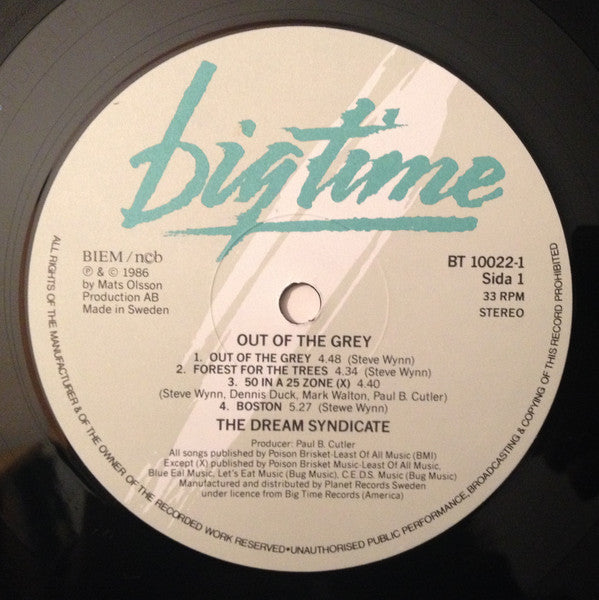 bigtime
BIEM/ncb
℗ & © 1986
by Mats Olsson
Production AB
Made in Sweden
BT 10022-1
Sida 1
33 RPM
STEREO
OUT OF THE GREY
1. OUT OF THE GREY 4.48 (Steve Wynn)
2. FOREST FOR THE TREES 4.34 (Steve Wynn)
3. 50 IN A 25 ZONE (X) 4.40
(Steve Wynn, Dennis Duck, Mark Walton, Paul B. Cutler)
4. BOSTON 5.27 (Stewe Wynn)
THE DREAM SYNDICATE
Producer: Paul B. Cutler
All songs published by Poison Brisket-Least Of All Music (BMI)
Except (X) published by Poison Brisket Music-Least Of All Music,
Blue Eal Music, Let's Eat Music (Bug Music), C.E.D.S. Music (Bug Music)
Manufactured and distributed by Planet Records Sweden
under licence from Big Time Records (America)
ALL RIGHTS OF THE MANUFACTURER & OF THE OWNER OF THE RECORDED WORK RESERVED•UNAUTHORISED PUBLIC PERFORMANCE, BROADCASTING & COPYING OF THIS RECORD PROHIBITED